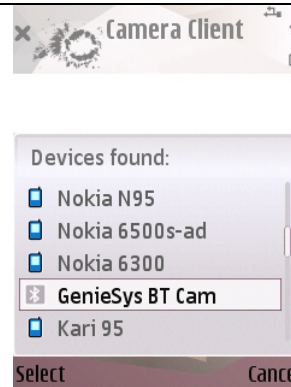 Camera Client
Devices found:
Nokia N95
Nokia 6500s-ad
Nokia 6300
GenieSys BT Cam
Kari 95
Select Cance